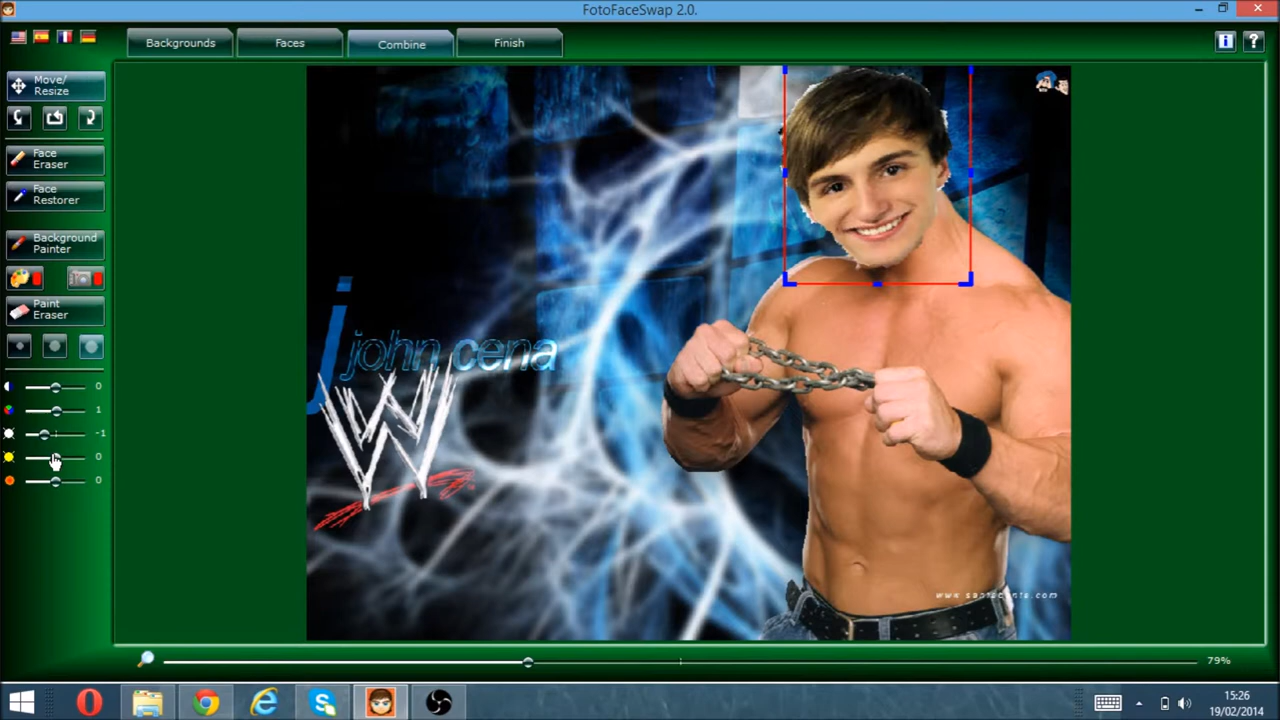 FotoFaceSwap 2.0.
Backgrounds
Faces
Combine
Finish
i
?
Move/
Resize
Face
Eraser
Face
Restorer
Background
Painter
Paint
Eraser
0
1
-1
0
0
j
john cena
W
79%
15:26
19/02/2014